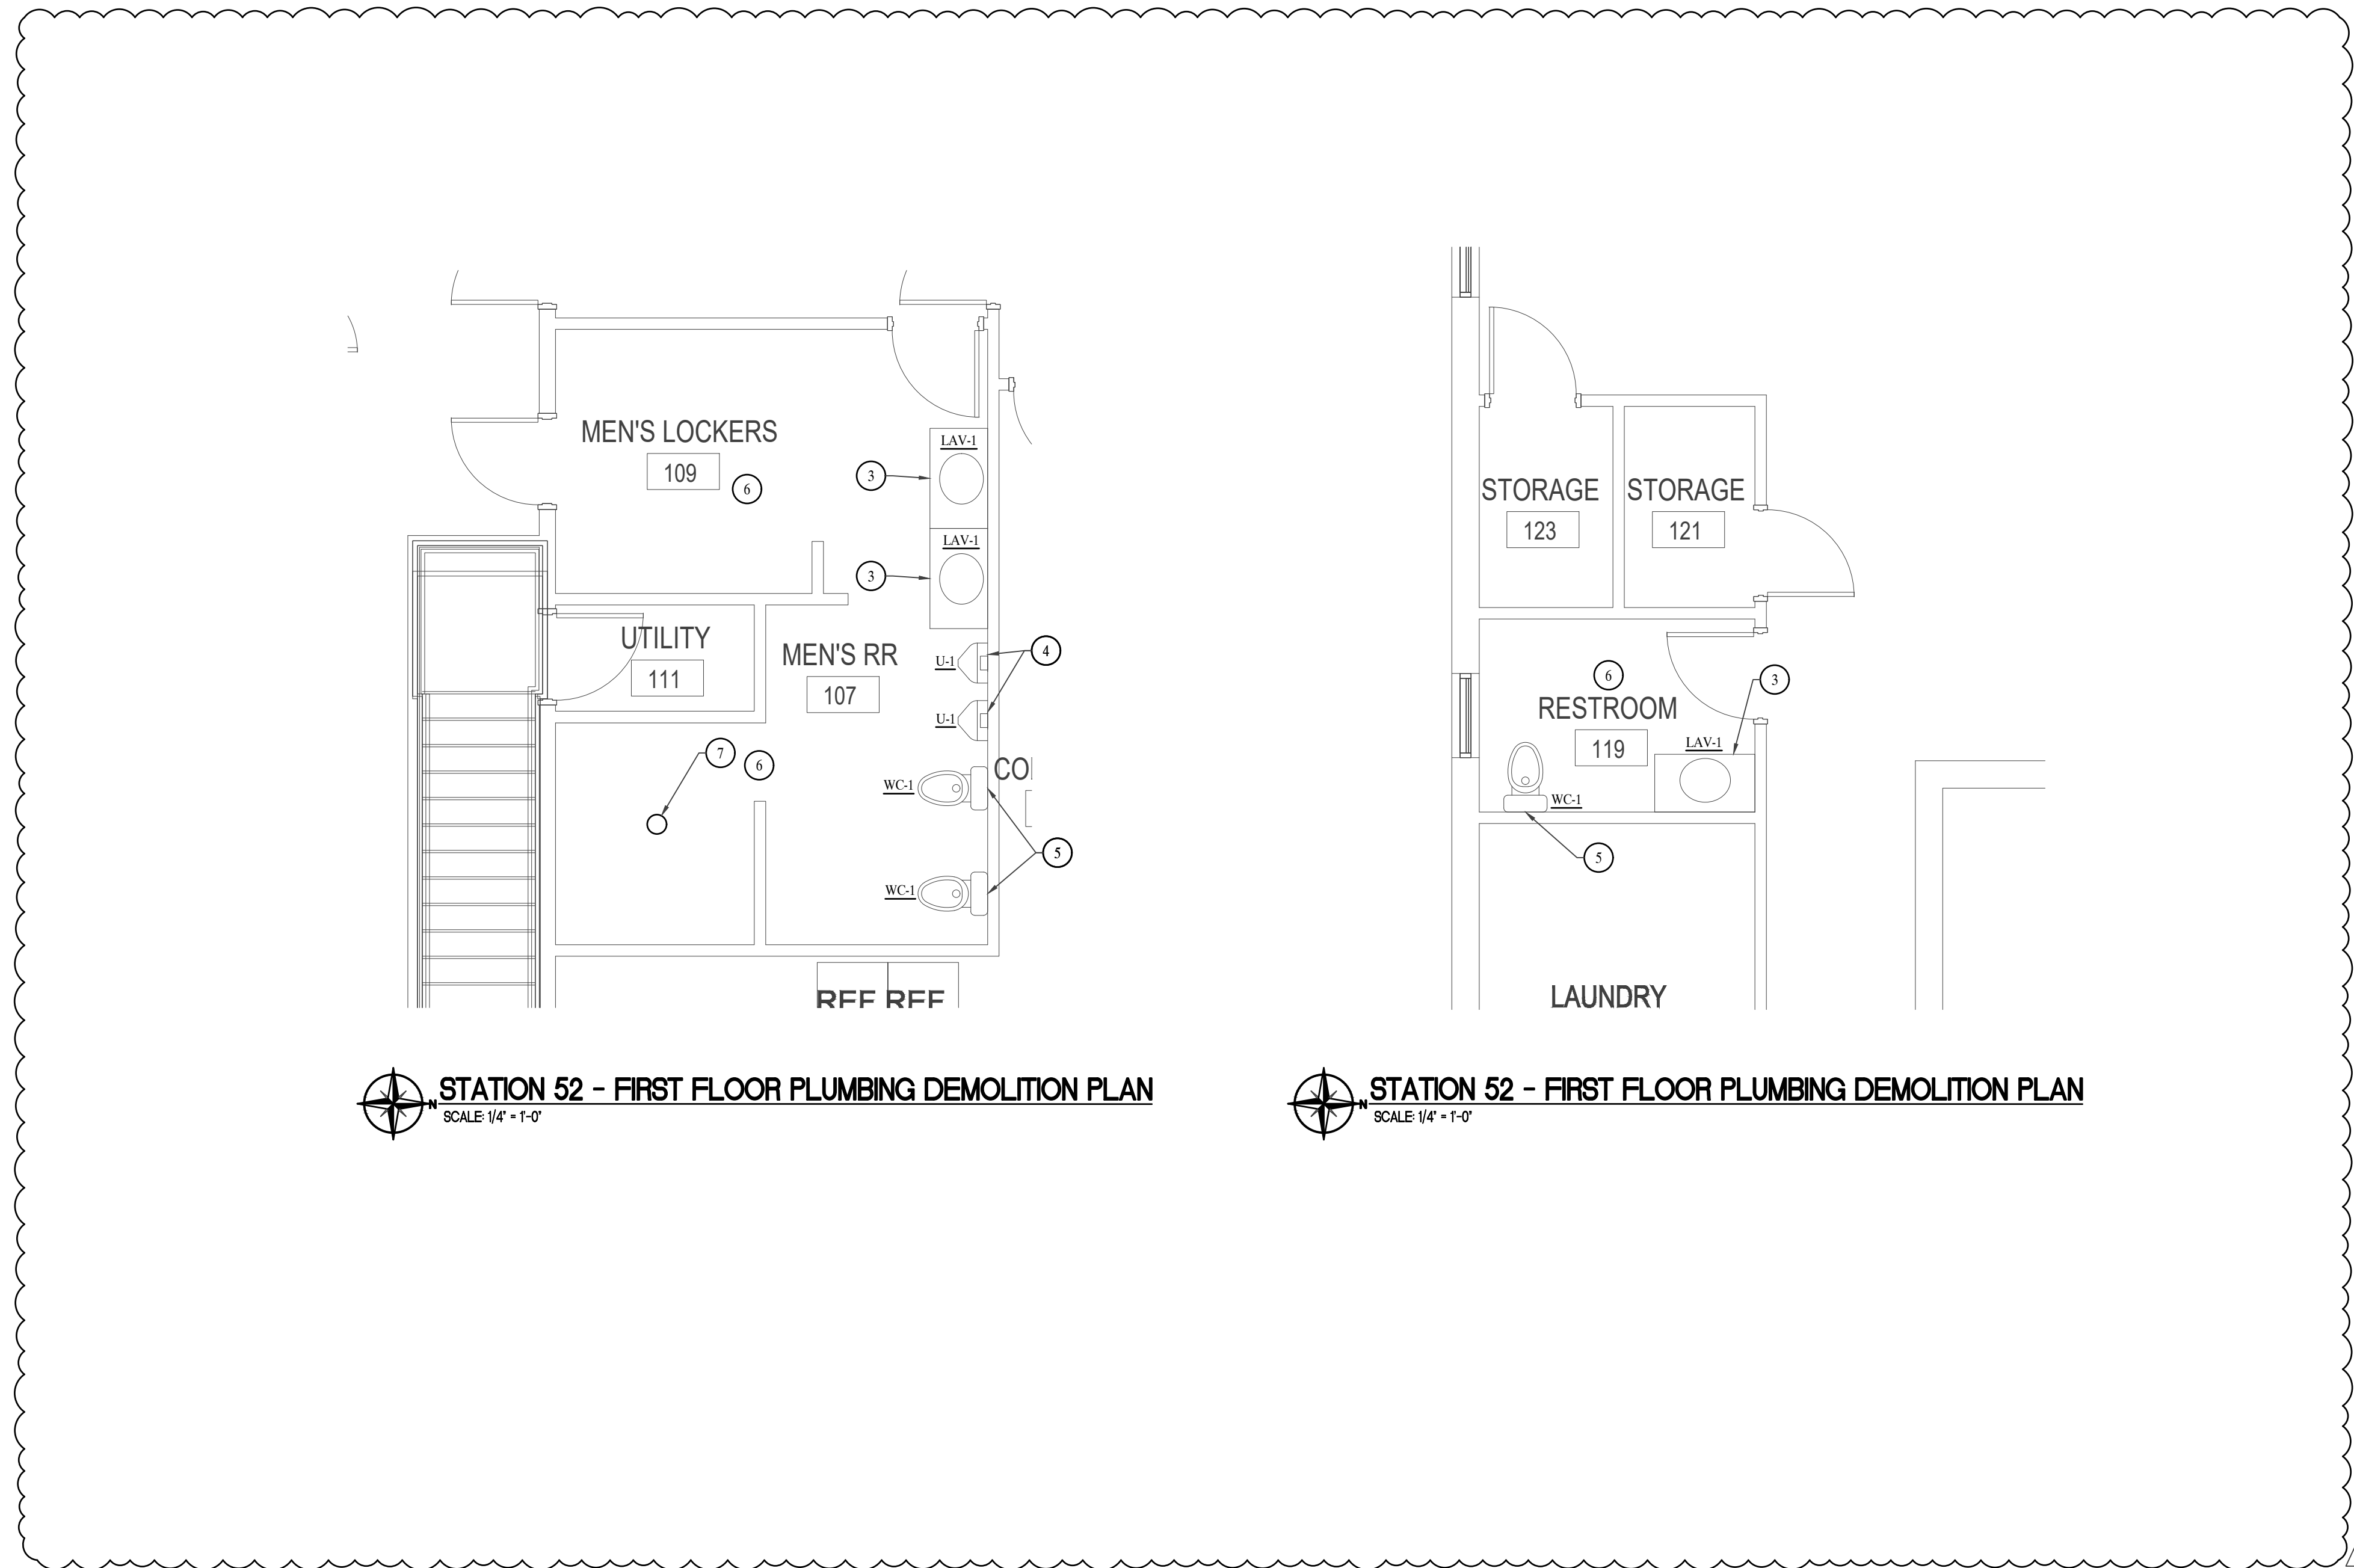 MEN'S LOCKERS
109
6
LAV-1
3
LAV-1
3
UTILITY
111
MEN'S RR
107
U-1
4
U-1
7
6
WC-1
5
WC-1
STATION 52 - FIRST FLOOR PLUMBING DEMOLITION PLAN
N
SCALE: 1/4" = 1'-0"
STORAGE
123
STORAGE
121
6
RESTROOM
119
3
LAV-1
WC-1
5
LAUNDRY
STATION 52 - FIRST FLOOR PLUMBING DEMOLITION PLAN
N
SCALE: 1/4" = 1'-0"